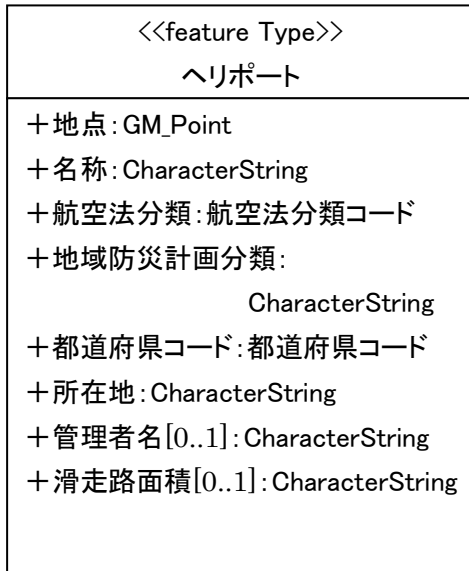 <<feature Type>>
ヘリポート
＋地点：GM_Point
＋名称：CharacterString
＋航空法分類：航空法分類コード
＋地域防災計画分類：
CharacterString
＋都道府県コード：都道府県コード
＋所在地：CharacterString
＋管理者名[0..1]：CharacterString
＋滑走路面積[0..1]：CharacterString